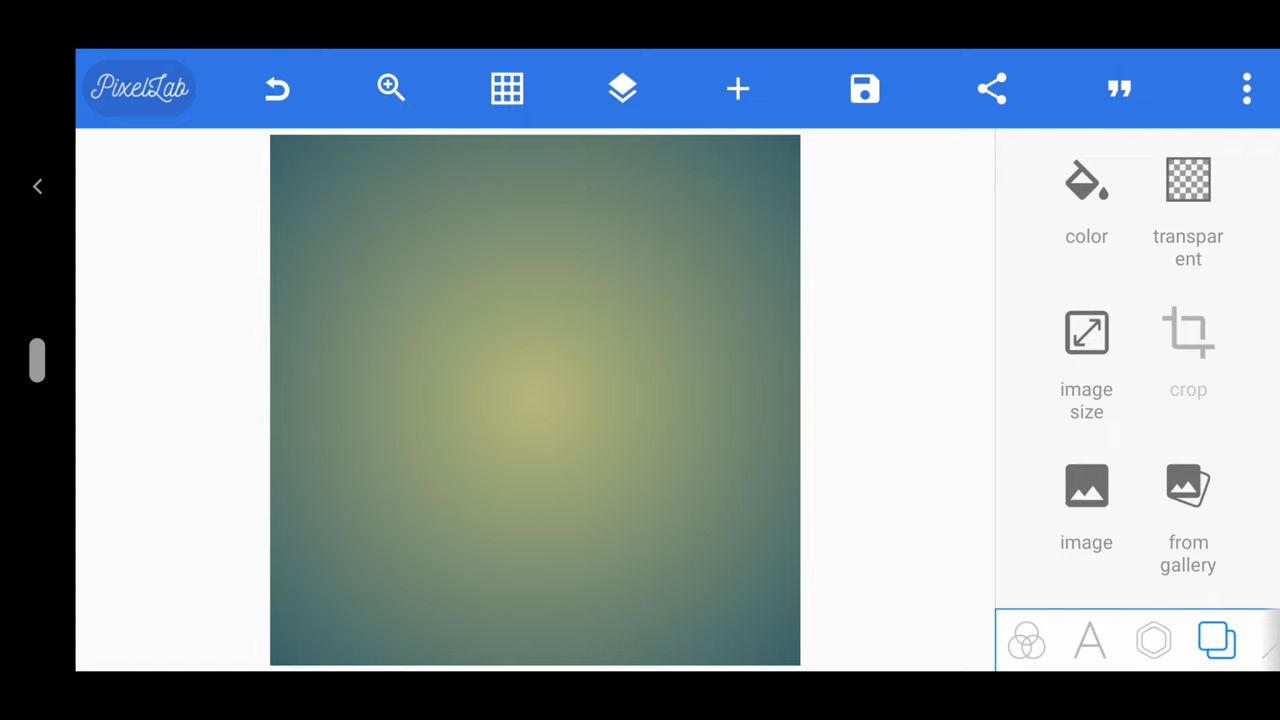 PixelLab
color
transpar
ent
image
size
crop
image
from
gallery